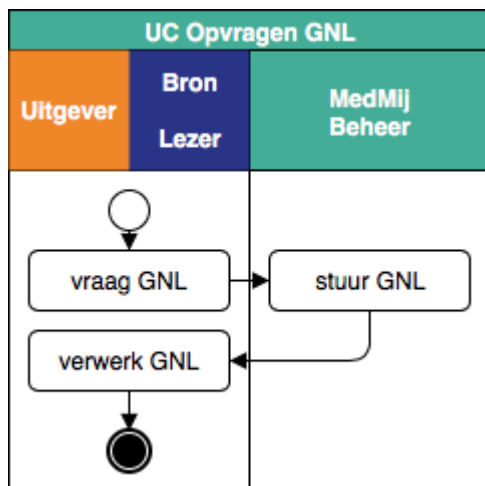 UC Opvragen GNL
Uitgever
Bron
Lezer
MedMij
Beheer
vraag GNL
stuur GNL
verwerk GNL